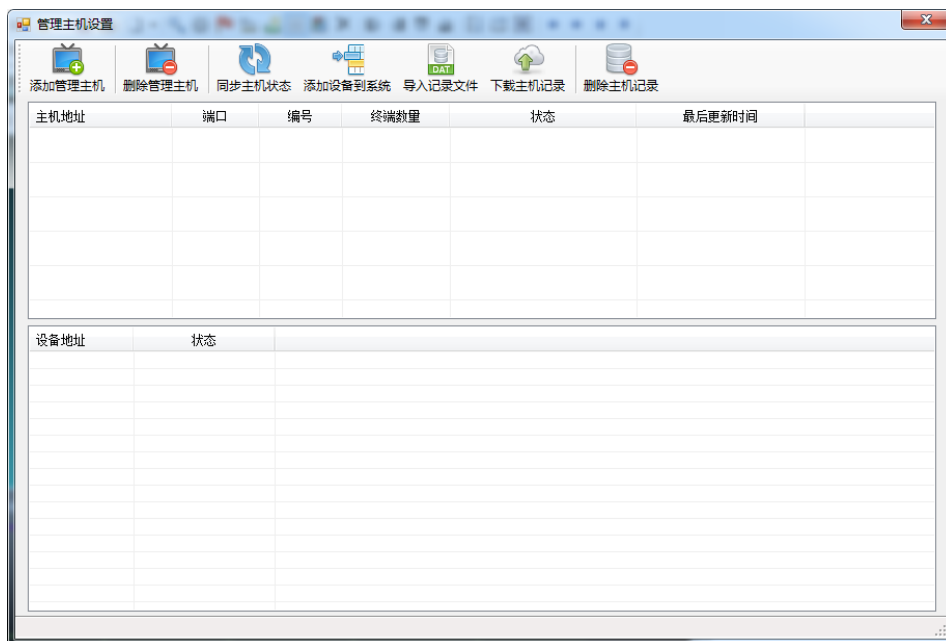 管理主机设置
添加管理主机 删除管理主机 同步主机状态 添加设备到系统 导入记录文件 下载主机记录 删除主机记录
DAT
主机地址 端口 编号 终端数量 状态 最后更新时间
设备地址 状态